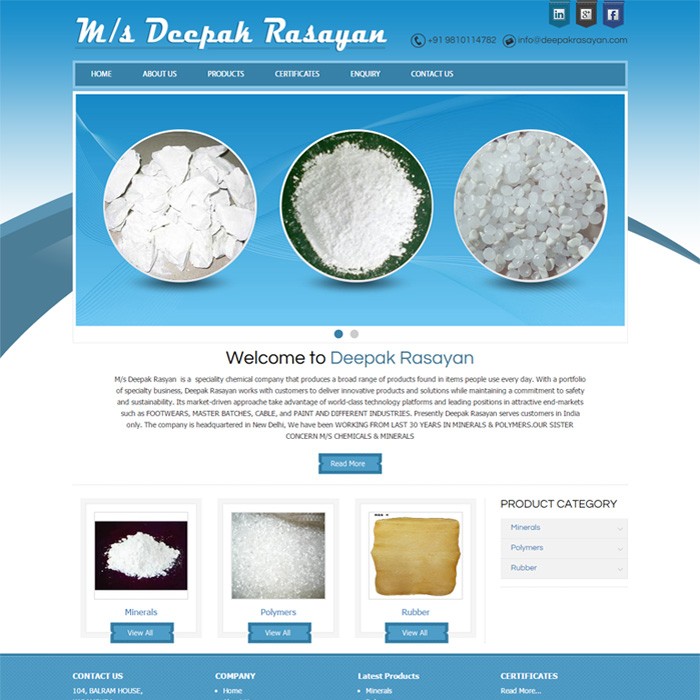 M/s Deepak Rasayan
+91 9810114782 info@deepakrasayan.com
HOME ABOUT US PRODUCTS CERTIFICATES ENQUIRY CONTACT US
Welcome to Deepak Rasayan
M/s Deepak Rasyan is a speciality chemical company that produces a broad range of products found in items people use every day. With a portfolio
of specialty business, Deepak Rasayan works with customers to deliver innovative products and solutions while maintaining a commitment to safety
and sustainability. Its market-driven approache take advantage of world-class technology platforms and leading positions in attractive end-markets
such as FOOTWEARS, MASTER BATCHES, CABLE, and PAINT AND DIFFERENT INDUSTRIES. Presently Deepak Rasayan serves customers in India
only. The company is headquartered in New Delhi, We have been WORKING FROM LAST 30 YEARS IN MINERALS & POLYMERS.OUR SISTER
CONCERN M/S CHEMICALS & MINERALS
Read More
Minerals
View All
Polymers
View All
Rubber
View All
PRODUCT CATEGORY
Minerals
Polymers
Rubber
CONTACT US
104, BALRAM HOUSE,
COMPANY
Home
Latest Products
Minerals
CERTIFICATES
Read More...